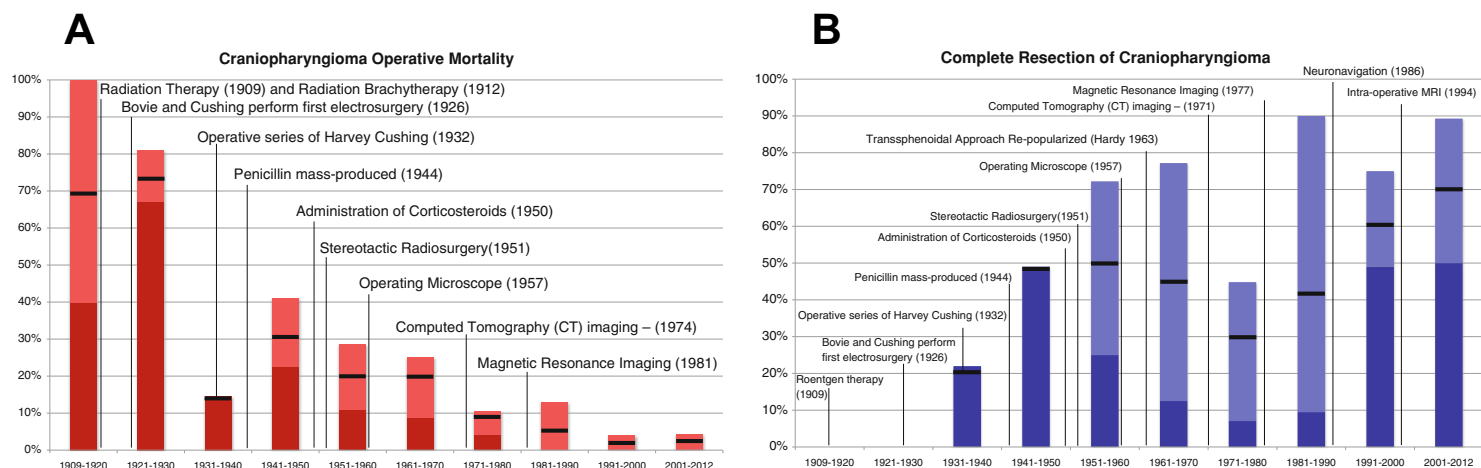 A
Craniopharyngioma Operative Mortality
100%
90%
80%
70%
60%
50%
40%
30%
20%
10%
0%
Radiation Therapy (1909) and Radiation Brachytherapy (1912)
Bovie and Cushing perform first electrosurgery (1926)
Operative series of Harvey Cushing (1932)
Penicillin mass-produced (1944)
Administration of Corticosteroids (1950)
Stereotactic Radiosurgery(1951)
Operating Microscope (1957)
Computed Tomography (CT) imaging – (1974)
Magnetic Resonance Imaging (1981)
1909-1920 1921-1930 1931-1940 1941-1950 1951-1960 1961-1970 1971-1980 1981-1990 1991-2000 2001-2012
B
Complete Resection of Craniopharyngioma
100%
90%
80%
70%
60%
50%
40%
30%
20%
10%
0%
Neuronavigation (1986)
Magnetic Resonance Imaging (1977)
Intra-operative MRI (1994)
Computed Tomography (CT) imaging – (1971)
Transsphenoidal Approach Re-popularized (Hardy 1963)
Operating Microscope (1957)
Stereotactic Radiosurgery(1951)
Administration of Corticosteroids (1950)
Penicillin mass-produced (1944)
Operative series of Harvey Cushing (1932)
Bovie and Cushing perform
first electrosurgery (1926)
Roentgen therapy
(1909)
1909-1920 1921-1930 1931-1940 1941-1950 1951-1960 1961-1970 1971-1980 1981-1990 1991-2000 2001-2012